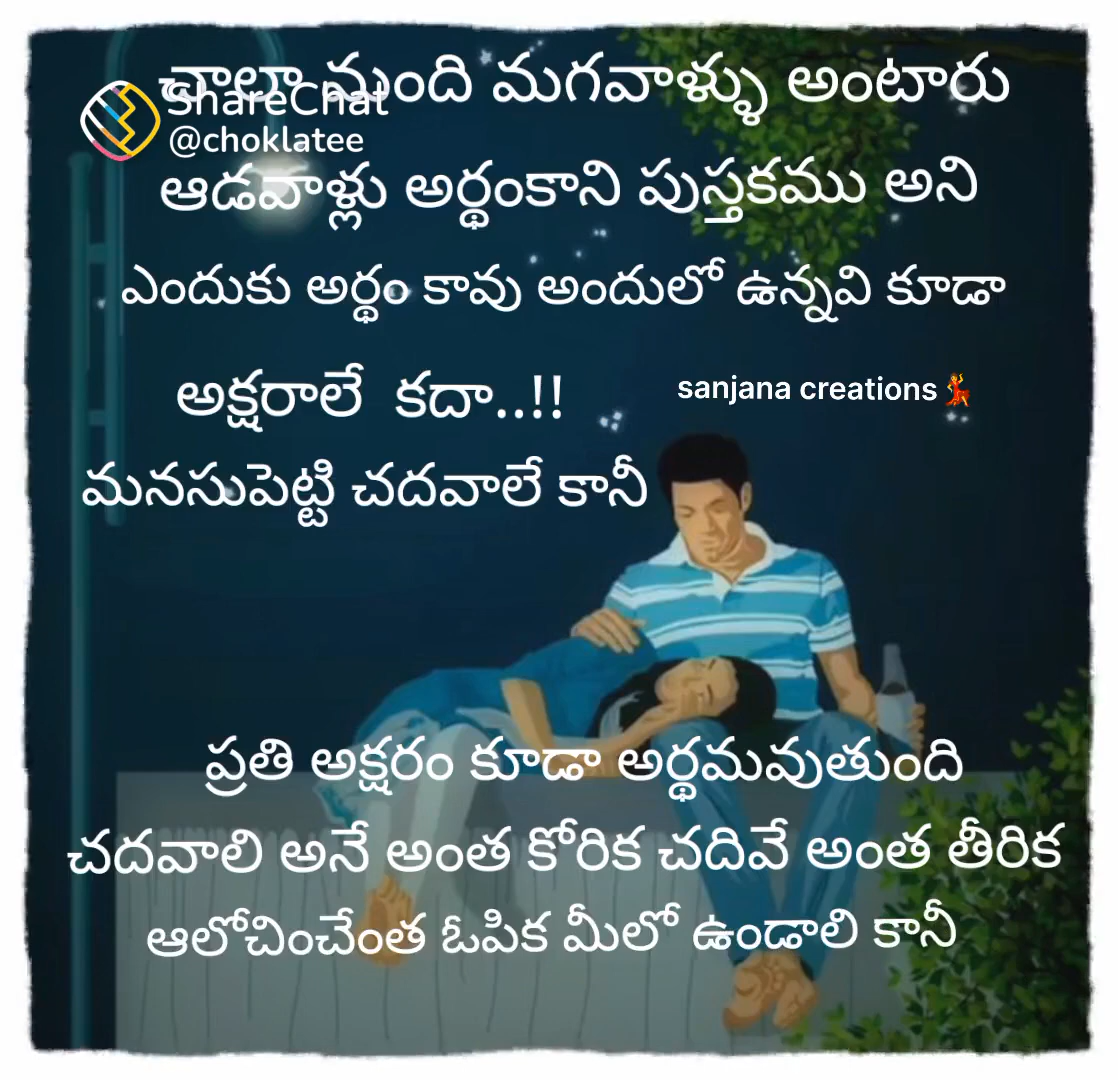 చాలా మంది మగవాళ్ళు అంటారు
ShareChat
@choklatee
ఆడవాళ్లు అర్థంకాని పుస్తకము అని
ఎందుకు అర్థం కావు అందులో ఉన్నవి కూడా
అక్షరాలే కదా..!!
sanjana creations💃
మనసుపెట్టి చదవాలే కానీ
ప్రతి అక్షరం కూడా అర్థమవుతుంది
చదవాలి అనే అంత కోరిక చదివే అంత తీరిక
ఆలోచించేంత ఓపిక మీలో ఉండాలి కానీ